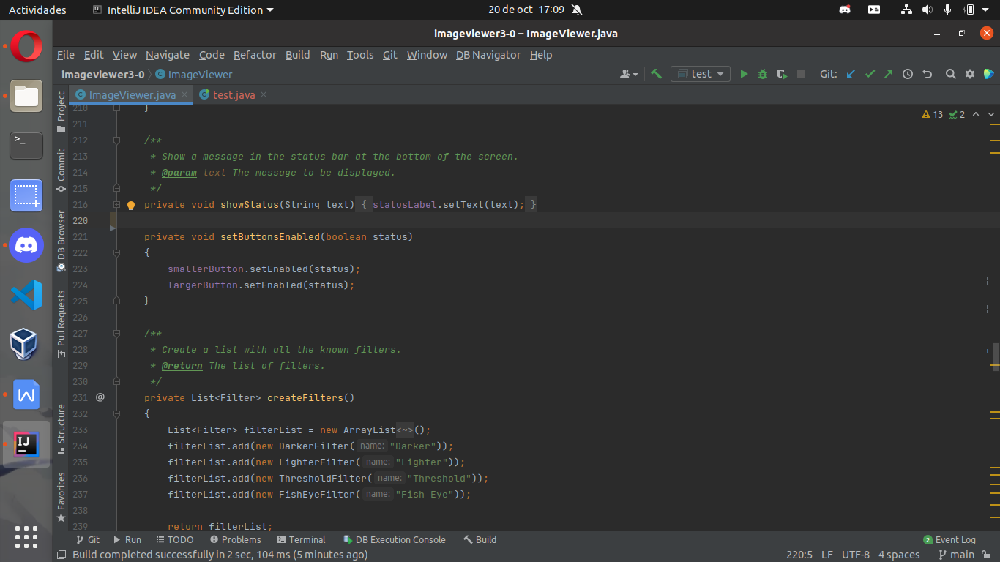 Actividades
IntelliJ IDEA Community Edition
20 de oct 17:09
imageviewer3-0 – ImageViewer.java
File Edit View Navigate Code Refactor Build Run Tools Git Window DB Navigator Help
imageviewer3-0 ImageViewer
test
Git:
ImageViewer.java
test.java
13 2
Project
Commit
DB Browser
Pull Requests
Structure
Favorites
210 }
211
212 /**
213 * Show a message in the status bar at the bottom of the screen.
214 * @param text The message to be displayed.
215 */
216 private void showStatus(String text) { statusLabel.setText(text); }
220
221 private void setButtonsEnabled(boolean status)
222 {
223 smallerButton.setEnabled(status);
224 largerButton.setEnabled(status);
225 }
226
227 /**
228 * Create a list with all the known filters.
229 * @return The list of filters.
230 */
231 @ private List<Filter> createFilters()
232 {
233 List<Filter> filterList = new ArrayList<~>();
234 filterList.add(new DarkerFilter( name: "Darker"));
235 filterList.add(new LighterFilter( name: "Lighter"));
236 filterList.add(new ThresholdFilter( name: "Threshold"));
237 filterList.add(new FishEyeFilter( name: "Fish Eye"));
238
239 return filterList;
Git Run TODO Problems Terminal DB Execution Console Build
2 Event Log
Build completed successfully in 2 sec, 104 ms (5 minutes ago)
220:5 LF UTF-8 4 spaces main